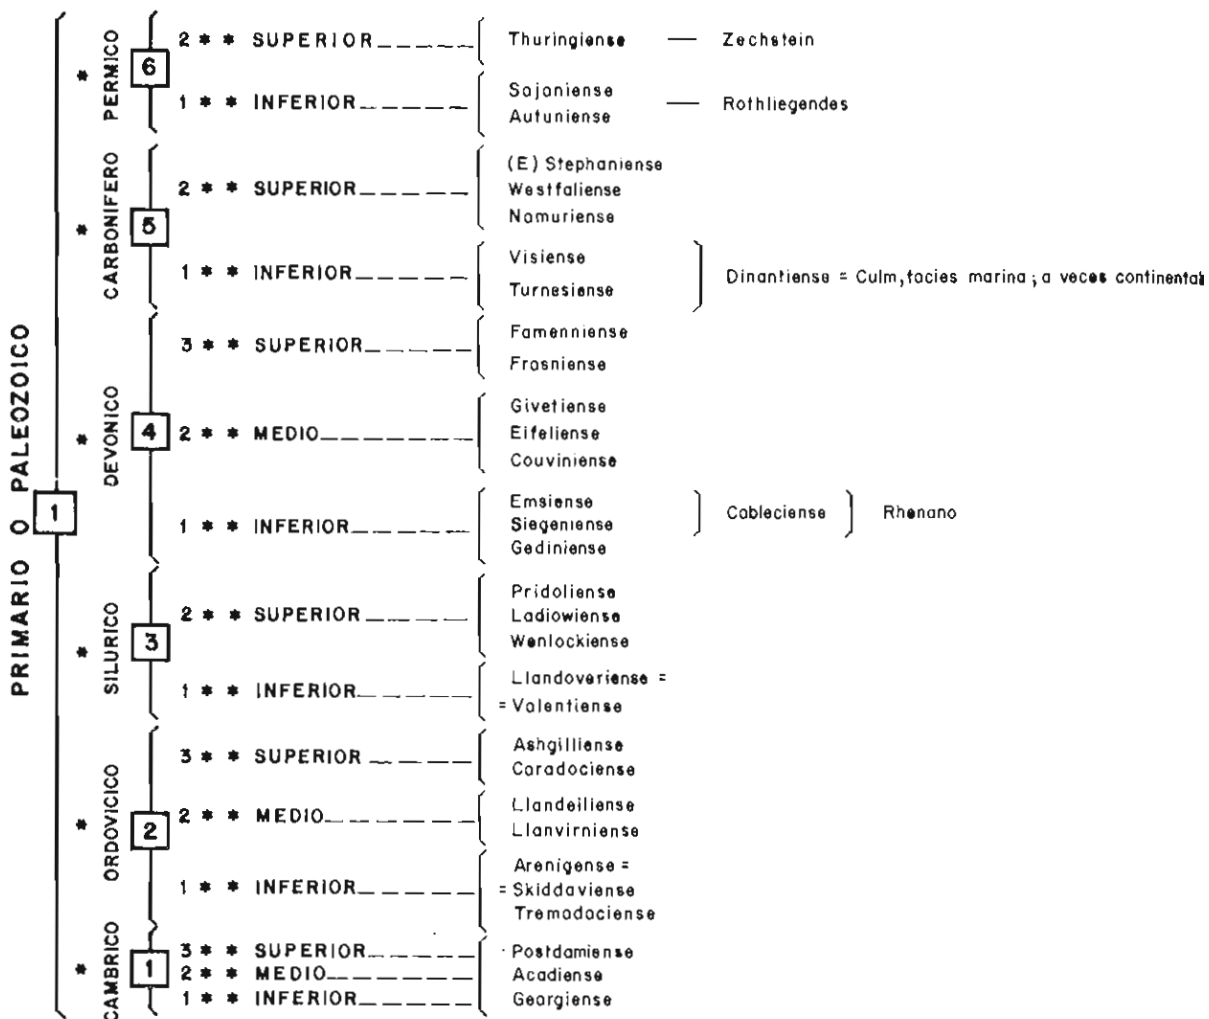 PRIMARIO O PALEOZOICO
1
* PERMICO
6
2 * * SUPERIOR
Thuringiense — Zechstein
1 * * INFERIOR
Sajaniense
Autuniense
— Rothliegendes
* CARBONIFERO
5
2 * * SUPERIOR
(E) Stephaniense
Westfaliense
Namuriense
1 * * INFERIOR
Visiense
Turnesiense
Dinantiense = Culm, facies marina; a veces continental
* DEVONICO
4
3 * * SUPERIOR
Famenniense
Frasniense
2 * * MEDIO
Givetiense
Eifeliense
Couviniense
1 * * INFERIOR
Emsiense
Siegeniense
Gediniense
Cobleciense
Rhenano
* SILURICO
3
2 * * SUPERIOR
Pridoliense
Ladlowiense
Wenlockiense
1 * * INFERIOR
Llandoveriense =
= Valentiense
* ORDOVICICO
2
3 * * SUPERIOR
Ashgilliense
Caradociense
2 * * MEDIO
Llandeiliense
Llanvirniense
1 * * INFERIOR
Arenigense =
= Skiddaviense
Tremadociense
* CAMBRICO
1
3 * * SUPERIOR
Postdamiense
2 * * MEDIO
Acadiense
1 * * INFERIOR
Georgiense